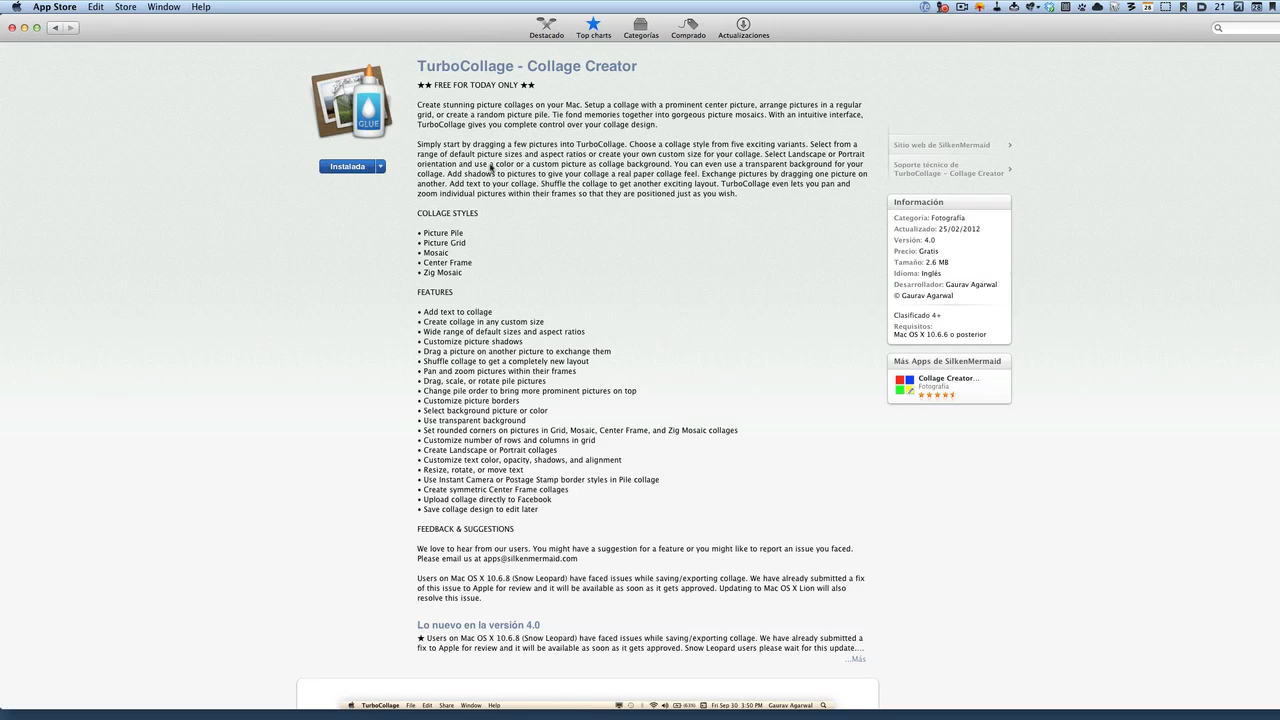 App Store Edit Store Window Help
28
2↑
Destacado Top charts Categorías Comprado Actualizaciones
TurboCollage - Collage Creator
★★ FREE FOR TODAY ONLY ★★
GLUE
Instalada
Create stunning picture collages on your Mac. Setup a collage with a prominent center picture, arrange pictures in a regular
grid, or create a random picture pile. Tie fond memories together into gorgeous picture mosaics. With an intuitive interface,
TurboCollage gives you complete control over your collage design.
Simply start by dragging a few pictures into TurboCollage. Choose a collage style from five exciting variants. Select from a
range of default picture sizes and aspect ratios or create your own custom size for your collage. Select Landscape or Portrait
orientation and use a color or a custom picture as collage background. You can even use a transparent background for your
collage. Add shadows to pictures to give your collage a real paper collage feel. Exchange pictures by dragging one picture on
another. Add text to your collage. Shuffle the collage to get another exciting layout. TurboCollage even lets you pan and
zoom individual pictures within their frames so that they are positioned just as you wish.
COLLAGE STYLES
• Picture Pile
• Picture Grid
• Mosaic
• Center Frame
• Zig Mosaic
FEATURES
• Add text to collage
• Create collage in any custom size
• Wide range of default sizes and aspect ratios
• Customize picture shadows
• Drag a picture on another picture to exchange them
• Shuffle collage to get a completely new layout
• Pan and zoom pictures within their frames
• Drag, scale, or rotate pile pictures
• Change pile order to bring more prominent pictures on top
• Customize picture borders
• Select background picture or color
• Use transparent background
• Set rounded corners on pictures in Grid, Mosaic, Center Frame, and Zig Mosaic collages
• Customize number of rows and columns in grid
• Create Landscape or Portrait collages
• Customize text color, opacity, shadows, and alignment
• Resize, rotate, or move text
• Use Instant Camera or Postage Stamp border styles in Pile collage
• Create symmetric Center Frame collages
• Upload collage directly to Facebook
• Save collage design to edit later
FEEDBACK & SUGGESTIONS
We love to hear from our users. You might have a suggestion for a feature or you might like to report an issue you faced.
Please email us at apps@silkenmermaid.com
Users on Mac OS X 10.6.8 (Snow Leopard) have faced issues while saving/exporting collage. We have already submitted a fix
of this issue to Apple for review and it will be available as soon as it gets approved. Updating to Mac OS X Lion will also
resolve this issue.
Lo nuevo en la versión 4.0
★ Users on Mac OS X 10.6.8 (Snow Leopard) have faced issues while saving/exporting collage. We have already submitted a
fix to Apple for review and it will be available as soon as it gets approved. Snow Leopard users please wait for this update....
...Más
Sitio web de SilkenMermaid
Soporte técnico de
TurboCollage - Collage Creator
Información
Categoría: Fotografía
Actualizado: 25/02/2012
Versión: 4.0
Precio: Gratis
Tamaño: 2.6 MB
Idioma: Inglés
Desarrollador: Gaurav Agarwal
© Gaurav Agarwal
Clasificado 4+
Requisitos:
Mac OS X 10.6.6 o posterior
Más Apps de SilkenMermaid
Collage Creator...
Fotografía
TurboCollage File Edit Share Window Help (63%) Fri Sep 30 3:50 PM Gaurav Agarwal